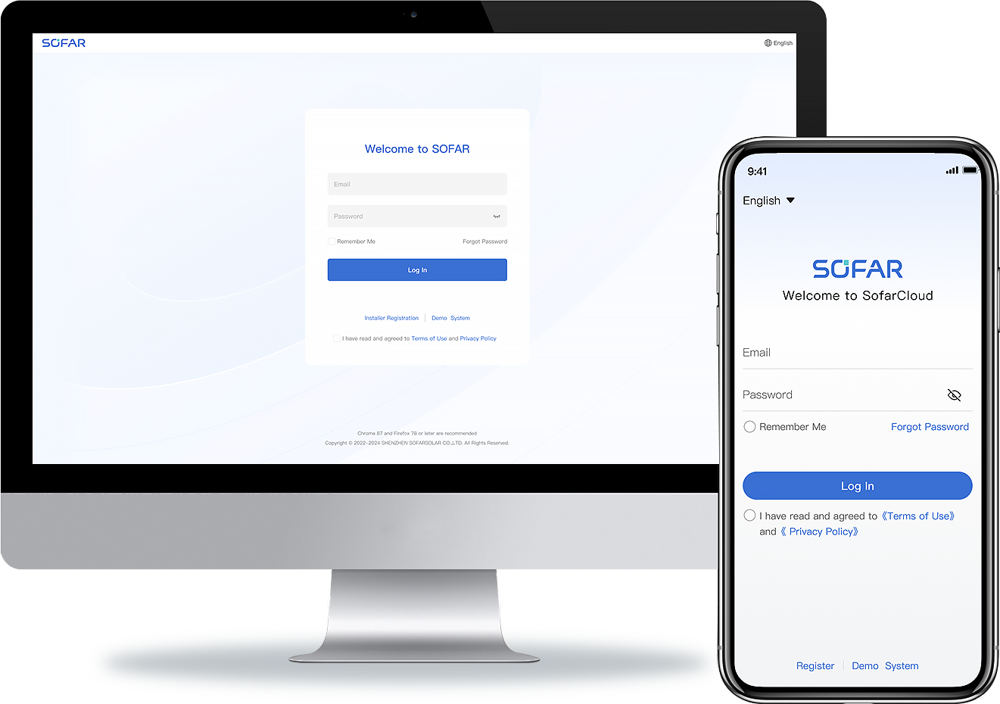 SOFAR
English
Welcome to SOFAR
Email
Password
Remember Me Forgot Password
Log In
Installer Registration Demo System
I have read and agreed to Terms of Use and Privacy Policy
Chrome 87 and Firefox 78 or later are recommended
Copyright © 2022-2024 SHENZHEN SOFARSOLAR CO.,LTD. All Rights Reserved.
9:41
English
SOFAR
Welcome to SofarCloud
Email
Password
Remember Me Forgot Password
Log In
I have read and agreed to 《Terms of Use》
and 《 Privacy Policy》
Register Demo System